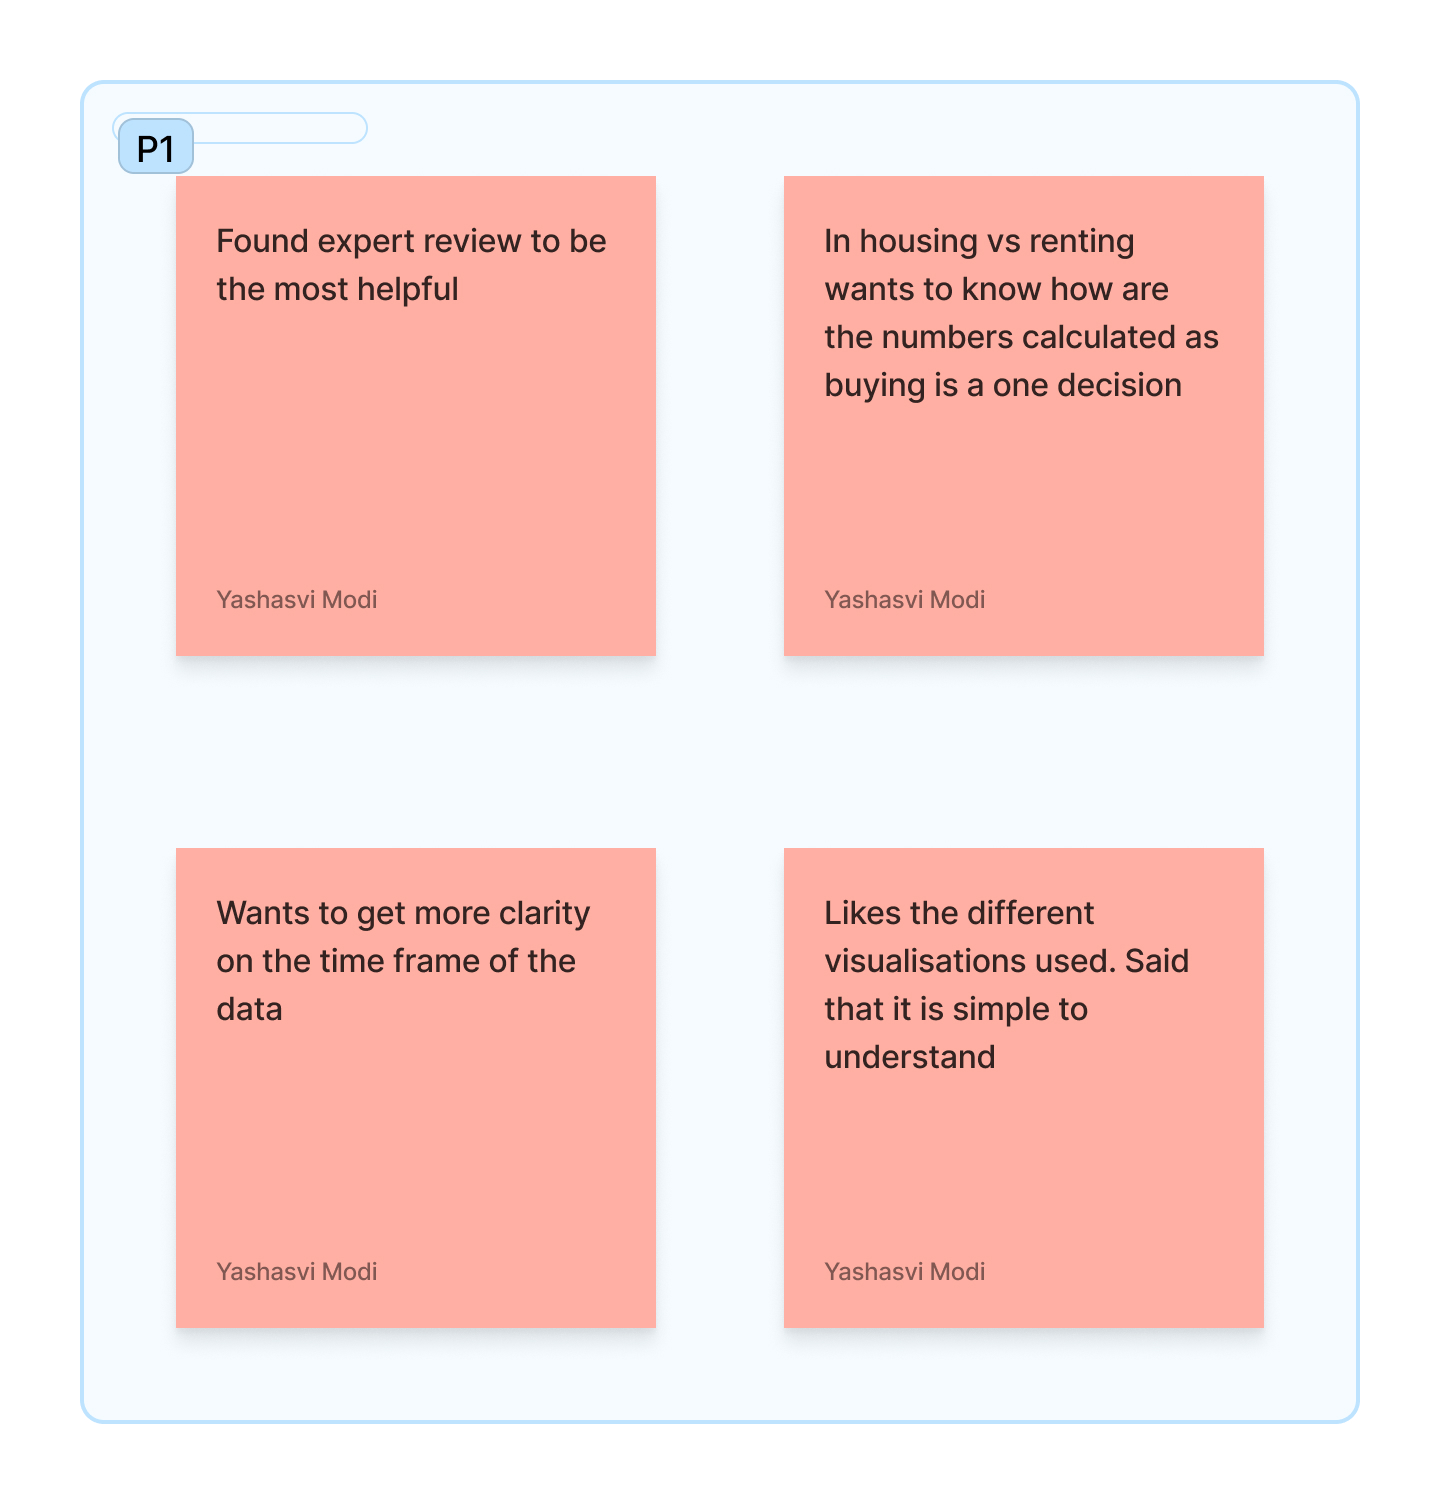 P1
Found expert review to be
the most helpful
Yashasvi Modi
In housing vs renting
wants to know how are
the numbers calculated as
buying is a one decision
Yashasvi Modi
Wants to get more clarity
on the time frame of the
data
Yashasvi Modi
Likes the different
visualisations used. Said
that it is simple to
understand
Yashasvi Modi